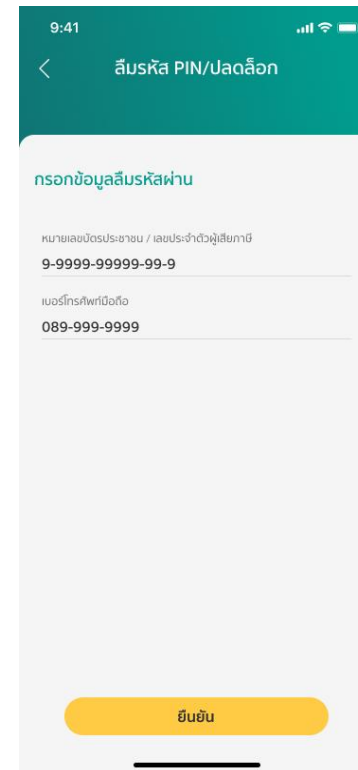 9:41
ลืมรหัส PIN/ปลดล็อก
กรอกข้อมูลลืมรหัสผ่าน
หมายเลขบัตรประชาชน / เลขประจำตัวผู้เสียภาษี
9-9999-99999-99-9
เบอร์โทรศัพท์มือถือ
089-999-9999
ยืนยัน